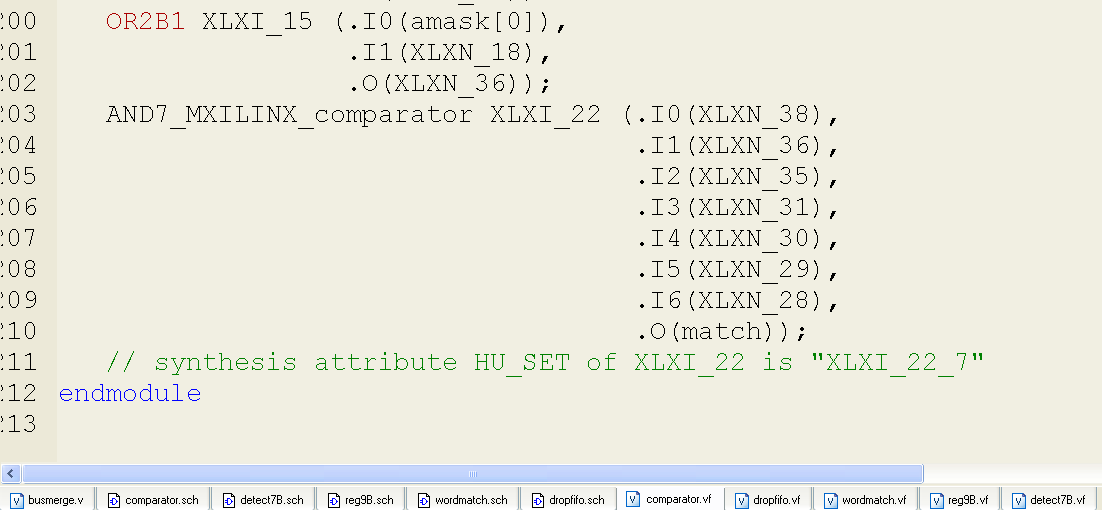 200 OR2B1 XLXI_15 (.I0(amask[0]),
201 .I1(XLXN_18),
202 .O(XLXN_36));
203 AND7_MXILINX_comparator XLXI_22 (.I0(XLXN_38),
204 .I1(XLXN_36),
205 .I2(XLXN_35),
206 .I3(XLXN_31),
207 .I4(XLXN_30),
208 .I5(XLXN_29),
209 .I6(XLXN_28),
210 .O(match));
211 // synthesis attribute HU_SET of XLXI_22 is "XLXI_22_7"
212 endmodule
213
busmerge.v comparator.sch detect7B.sch reg9B.sch wordmatch.sch dropfifo.sch comparator.vf dropfifo.vf wordmatch.vf reg9B.vf detect7B.vf